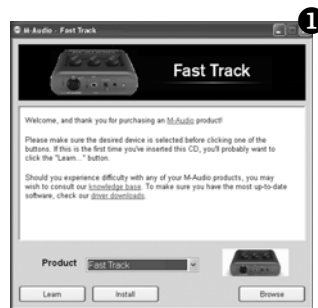 1
M-Audio - Fast Track
Fast Track
Welcome, and thank you for purchasing an M-Audio product!
Please make sure the desired device is selected before clicking one of the
buttons. If this is the first time you've inserted this CD, you'll probably want to
click the "Learn..." button.
Should you experience difficulty with any of your M-Audio products, you may
wish to consult our knowledge base. To make sure you have the most up-to-date
software, check our driver downloads.
Product Fast Track
Learn Install Browse